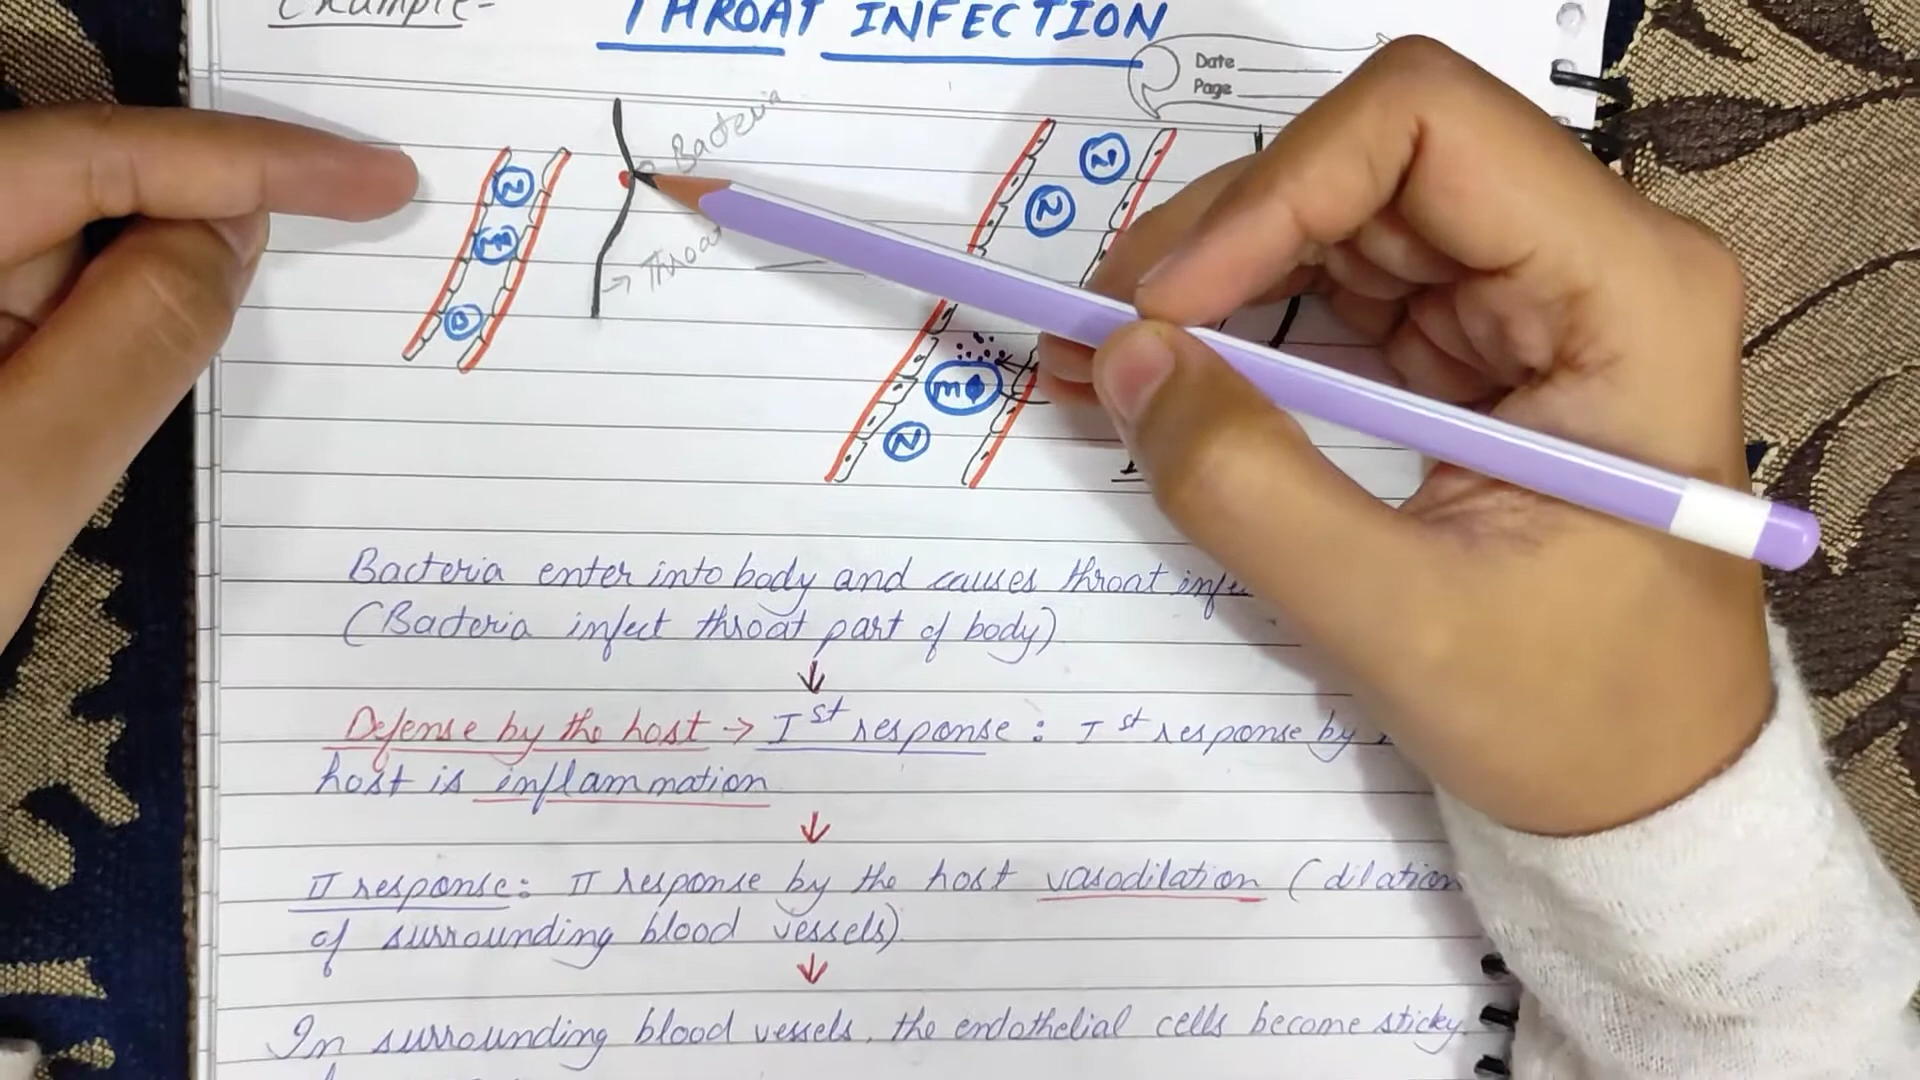 Example-
THROAT INFECTION
Date
Page
Bacteria
N
N
→ Throat
N
B
mφ
N
Bacteria enter into body and causes throat
(Bacteria infect throat part of body)
↓
Defense by the host → Ist response : Ist response by
host is inflammation
↓
II response: II response by the host vasodilation (dilation
of surrounding blood vessels)
↓
In surrounding blood vessels, the endothelial cells become sticky.